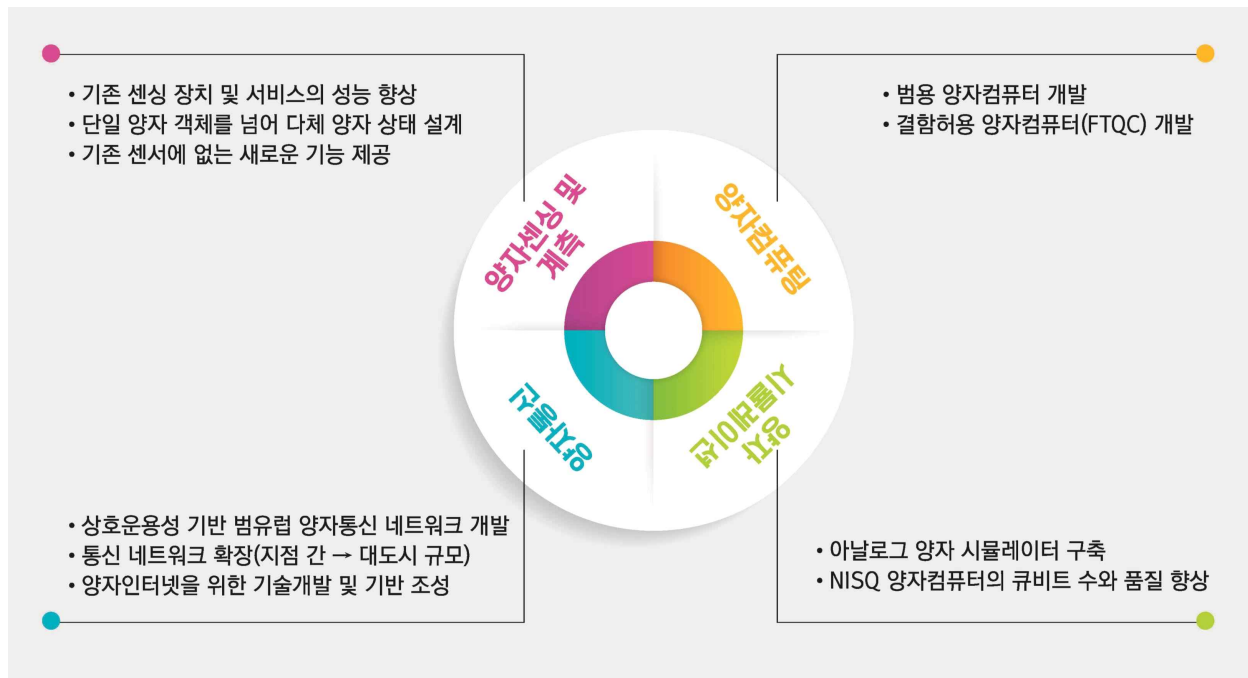 • 기존 센싱 장치 및 서비스의 성능 향상
• 단일 양자 객체를 넘어 다체 양자 상태 설계
• 기존 센서에 없는 새로운 기능 제공
• 범용 양자컴퓨터 개발
• 결함허용 양자컴퓨터(FTQC) 개발
양자센싱 및
계측
양자컴퓨팅
양자통신
양자
시뮬레이션
• 상호운용성 기반 범유럽 양자통신 네트워크 개발
• 통신 네트워크 확장(지점 간 → 대도시 규모)
• 양자인터넷을 위한 기술개발 및 기반 조성
• 아날로그 양자 시뮬레이터 구축
• NISQ 양자컴퓨터의 큐비트 수와 품질 향상